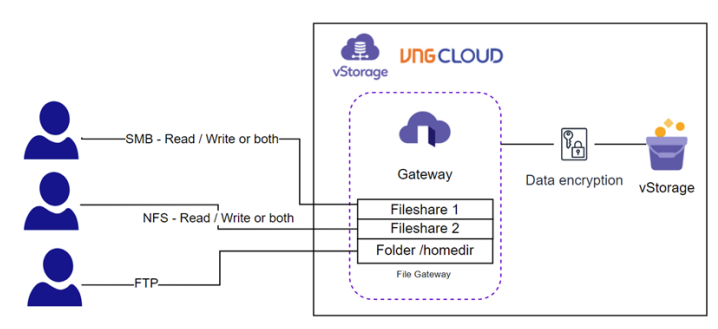 vStorage
VNG CLOUD
SMB - Read / Write or both
Gateway
Data encryption
vStorage
Fileshare 1
NFS - Read / Write or both
Fileshare 2
Folder /homedir
File Gateway
FTP